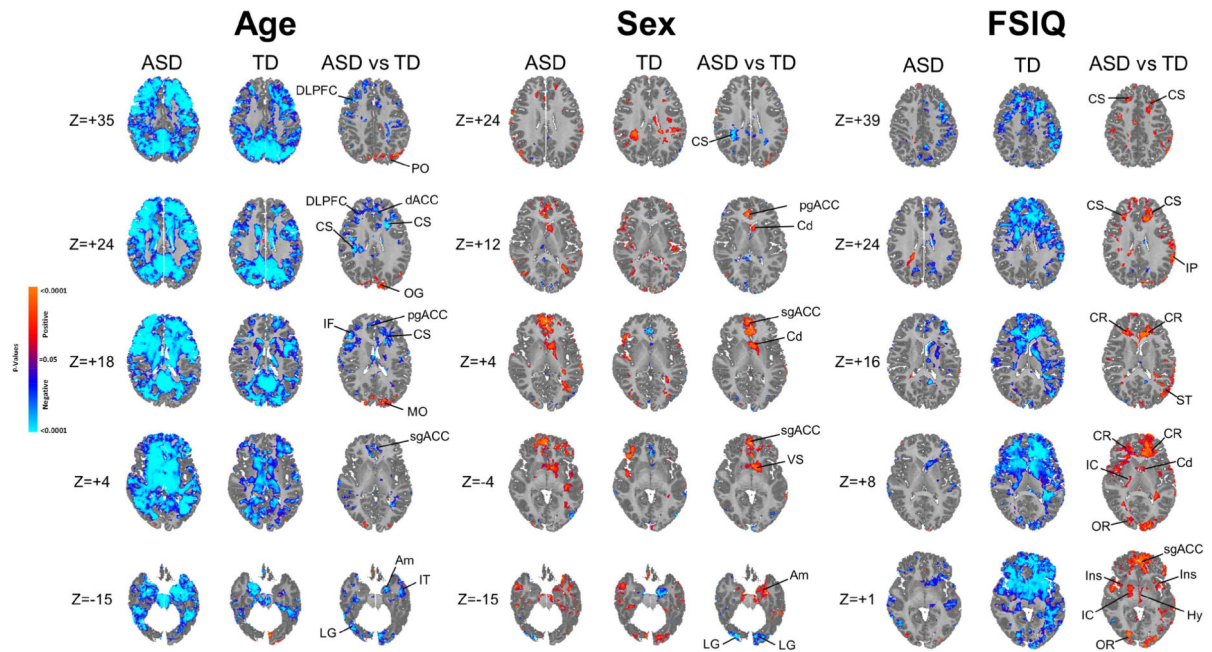 Age Sex FSIQ
ASD TD ASD vs TD ASD TD ASD vs TD ASD TD ASD vs TD
Z=+35 DLPFC PO Z=+24 CS Z=+39 CS CS
Z=+24 DLPFC dACC CS CS OG Z=+12 pgACC Cd Z=+24 CS CS IP
Z=+18 IF pgACC CS MO Z=+4 sgACC Cd Z=+16 CR CR ST
Z=+4 sgACC Z=-4 sgACC VS Z=+8 CR CR IC Cd OR
Z=-15 Am IT LG Z=-15 Am LG LG Z=+1 sgACC Ins Ins IC Hy OR
P-Values
<0.0001
Positive
=0.05
Negative
<0.0001